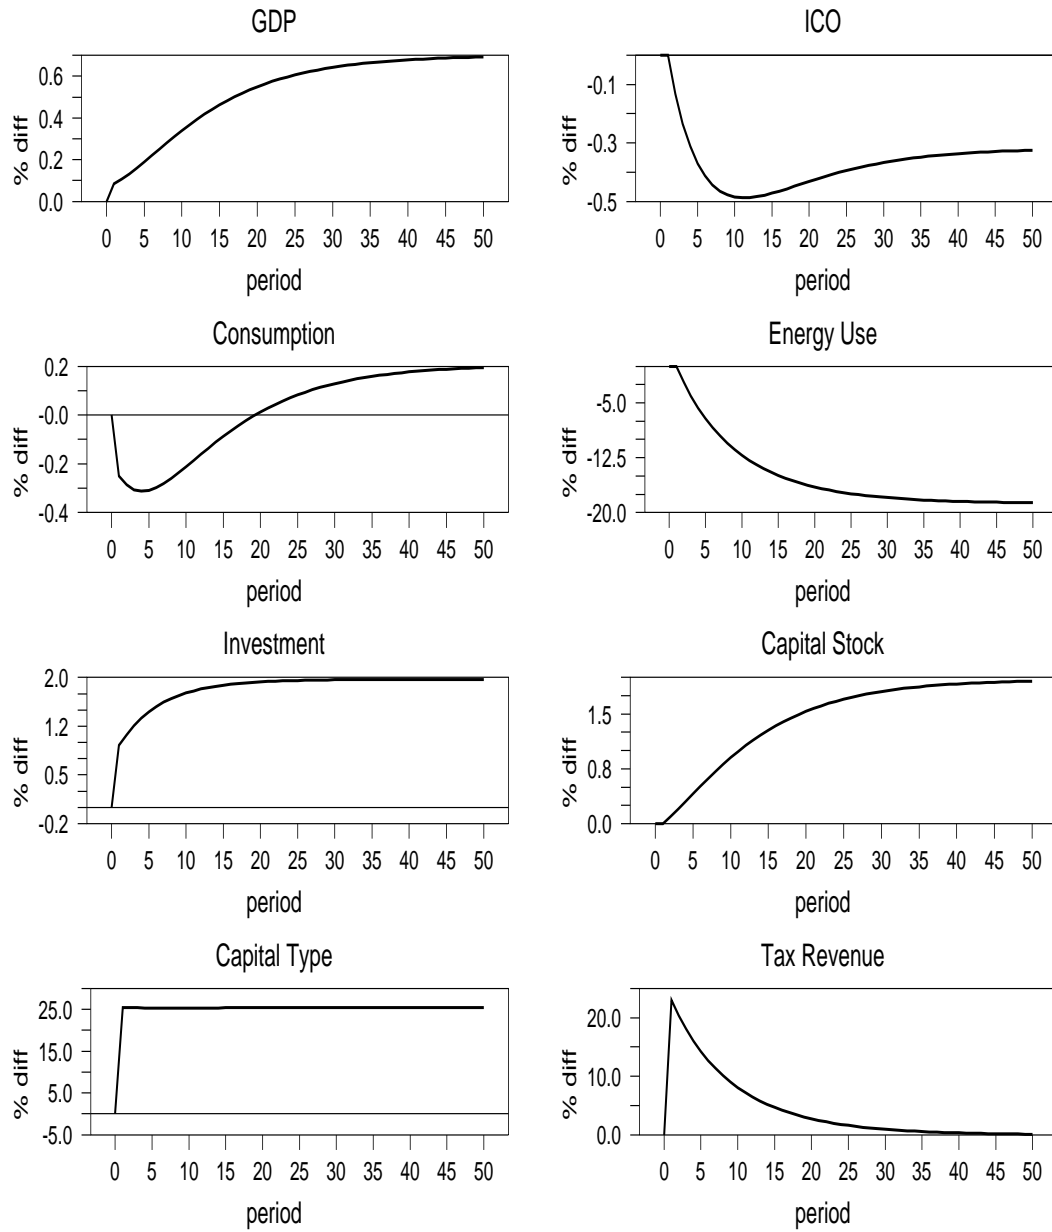 GDP
% diff
0.6
0.4
0.2
0.0
0 5 10 15 20 25 30 35 40 45 50
period
ICO
% diff
-0.1
-0.3
-0.5
0 5 10 15 20 25 30 35 40 45 50
period
Consumption
% diff
0.2
-0.0
-0.2
-0.4
0 5 10 15 20 25 30 35 40 45 50
period
Energy Use
% diff
-5.0
-12.5
-20.0
0 5 10 15 20 25 30 35 40 45 50
period
Investment
% diff
2.0
1.2
0.5
-0.2
0 5 10 15 20 25 30 35 40 45 50
period
Capital Stock
% diff
1.5
0.8
0.0
0 5 10 15 20 25 30 35 40 45 50
period
Capital Type
% diff
25.0
15.0
5.0
-5.0
0 5 10 15 20 25 30 35 40 45 50
period
Tax Revenue
% diff
20.0
10.0
0.0
0 5 10 15 20 25 30 35 40 45 50
period